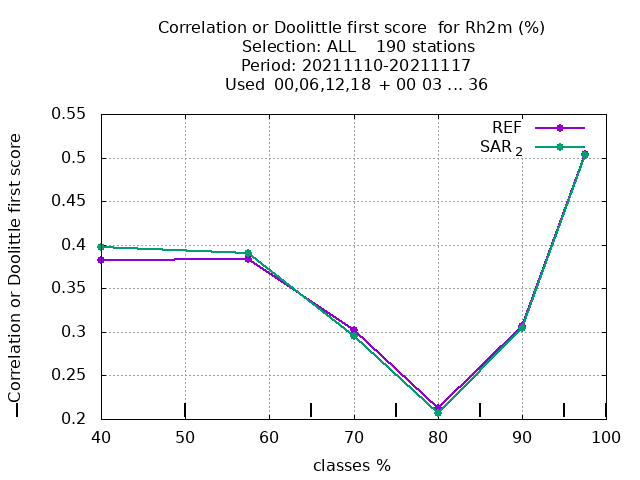 Correlation or Doolittle first score  for Rh2m (%)
Selection: ALL    190 stations
Period: 20211110-20211117
Used  00,06,12,18  + 00 03 ... 36
REF
SAR 2
Correlation or Doolittle first score
0.55
0.5
0.45
0.4
0.35
0.3
0.25
0.2
40 50 60 70 80 90 100
classes %